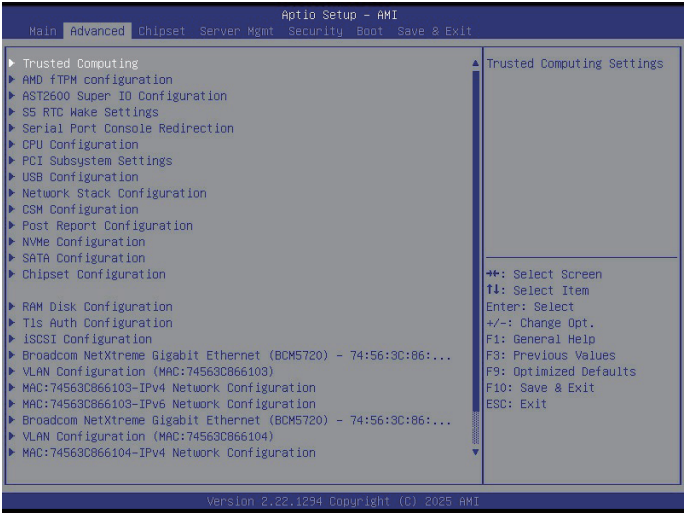 Aptio Setup - AMI
Main Advanced Chipset Server Mgmt Security Boot Save & Exit
Trusted Computing
AMD fTPM configuration
AST2600 Super IO Configuration
S5 RTC Wake Settings
Serial Port Console Redirection
CPU Configuration
PCI Subsystem Settings
USB Configuration
Network Stack Configuration
CSM Configuration
Post Report Configuration
NVMe Configuration
SATA Configuration
Chipset Configuration
RAM Disk Configuration
Tls Auth Configuration
iSCSI Configuration
Broadcom NetXtreme Gigabit Ethernet (BCM5720) - 74:56:3C:86:...
VLAN Configuration (MAC:74563C866103)
MAC:74563C866103-IPv4 Network Configuration
MAC:74563C866103-IPv6 Network Configuration
Broadcom NetXtreme Gigabit Ethernet (BCM5720) - 74:56:3C:86:...
VLAN Configuration (MAC:74563C866104)
MAC:74563C866104-IPv4 Network Configuration
Trusted Computing Settings
→←: Select Screen
↑↓: Select Item
Enter: Select
+/-: Change Opt.
F1: General Help
F3: Previous Values
F9: Optimized Defaults
F10: Save & Exit
ESC: Exit
Version 2.22.1294 Copyright (C) 2025 AMI